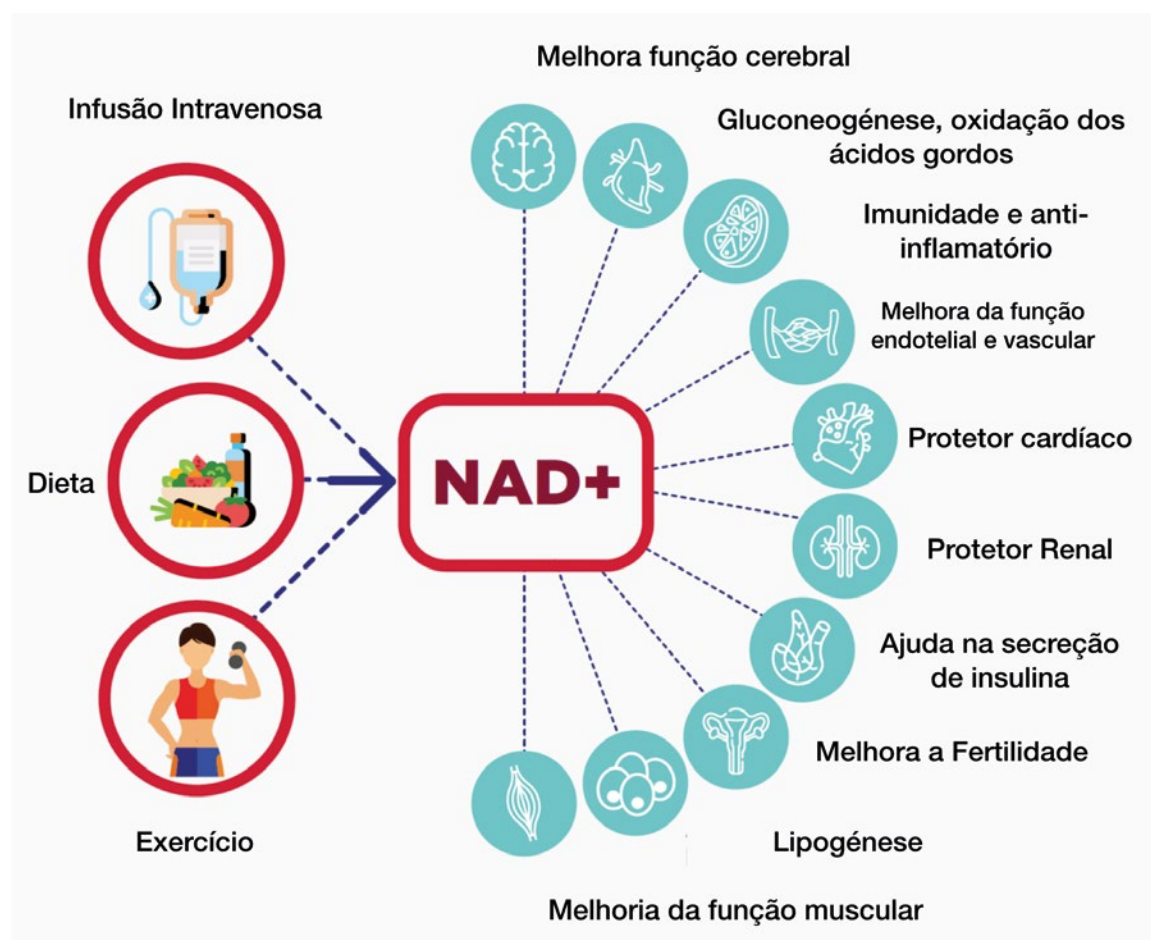 Melhora função cerebral
Infusão Intravenosa
Gluconeogénese, oxidação dos
ácidos gordos
Imunidade e anti-
inflamatório
Melhora da função
endotelial e vascular
Protetor cardíaco
Dieta
NAD+
Protetor Renal
Ajuda na secreção
de insulina
Melhora a Fertilidade
Exercício
Lipogénese
Melhoria da função muscular